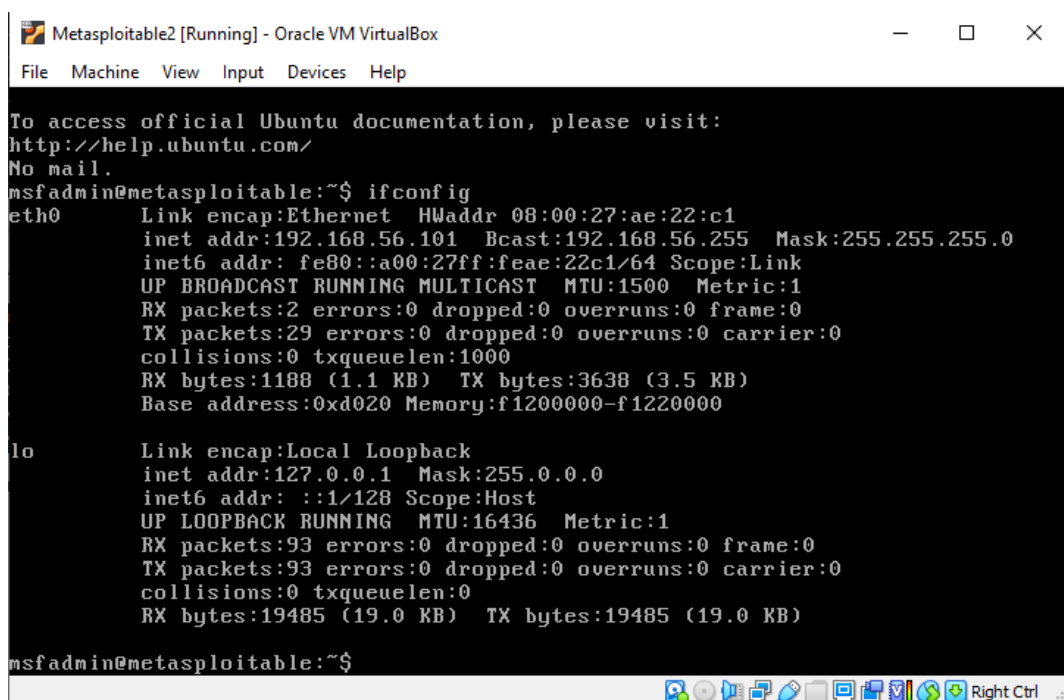 Metasploitable2 [Running] - Oracle VM VirtualBox
File Machine View Input Devices Help
To access official Ubuntu documentation, please visit:
http://help.ubuntu.com/
No mail.
msfadmin@metasploitable:~$ ifconfig
eth0 Link encap:Ethernet HWaddr 08:00:27:ae:22:c1
inet addr:192.168.56.101 Bcast:192.168.56.255 Mask:255.255.255.0
inet6 addr: fe80::a00:27ff:feae:22c1/64 Scope:Link
UP BROADCAST RUNNING MULTICAST MTU:1500 Metric:1
RX packets:2 errors:0 dropped:0 overruns:0 frame:0
TX packets:29 errors:0 dropped:0 overruns:0 carrier:0
collisions:0 txqueuelen:1000
RX bytes:1188 (1.1 KB) TX bytes:3638 (3.5 KB)
Base address:0xd020 Memory:f1200000-f1220000
lo Link encap:Local Loopback
inet addr:127.0.0.1 Mask:255.0.0.0
inet6 addr: ::1/128 Scope:Host
UP LOOPBACK RUNNING MTU:16436 Metric:1
RX packets:93 errors:0 dropped:0 overruns:0 frame:0
TX packets:93 errors:0 dropped:0 overruns:0 carrier:0
collisions:0 txqueuelen:0
RX bytes:19485 (19.0 KB) TX bytes:19485 (19.0 KB)
msfadmin@metasploitable:~$
Right Ctrl